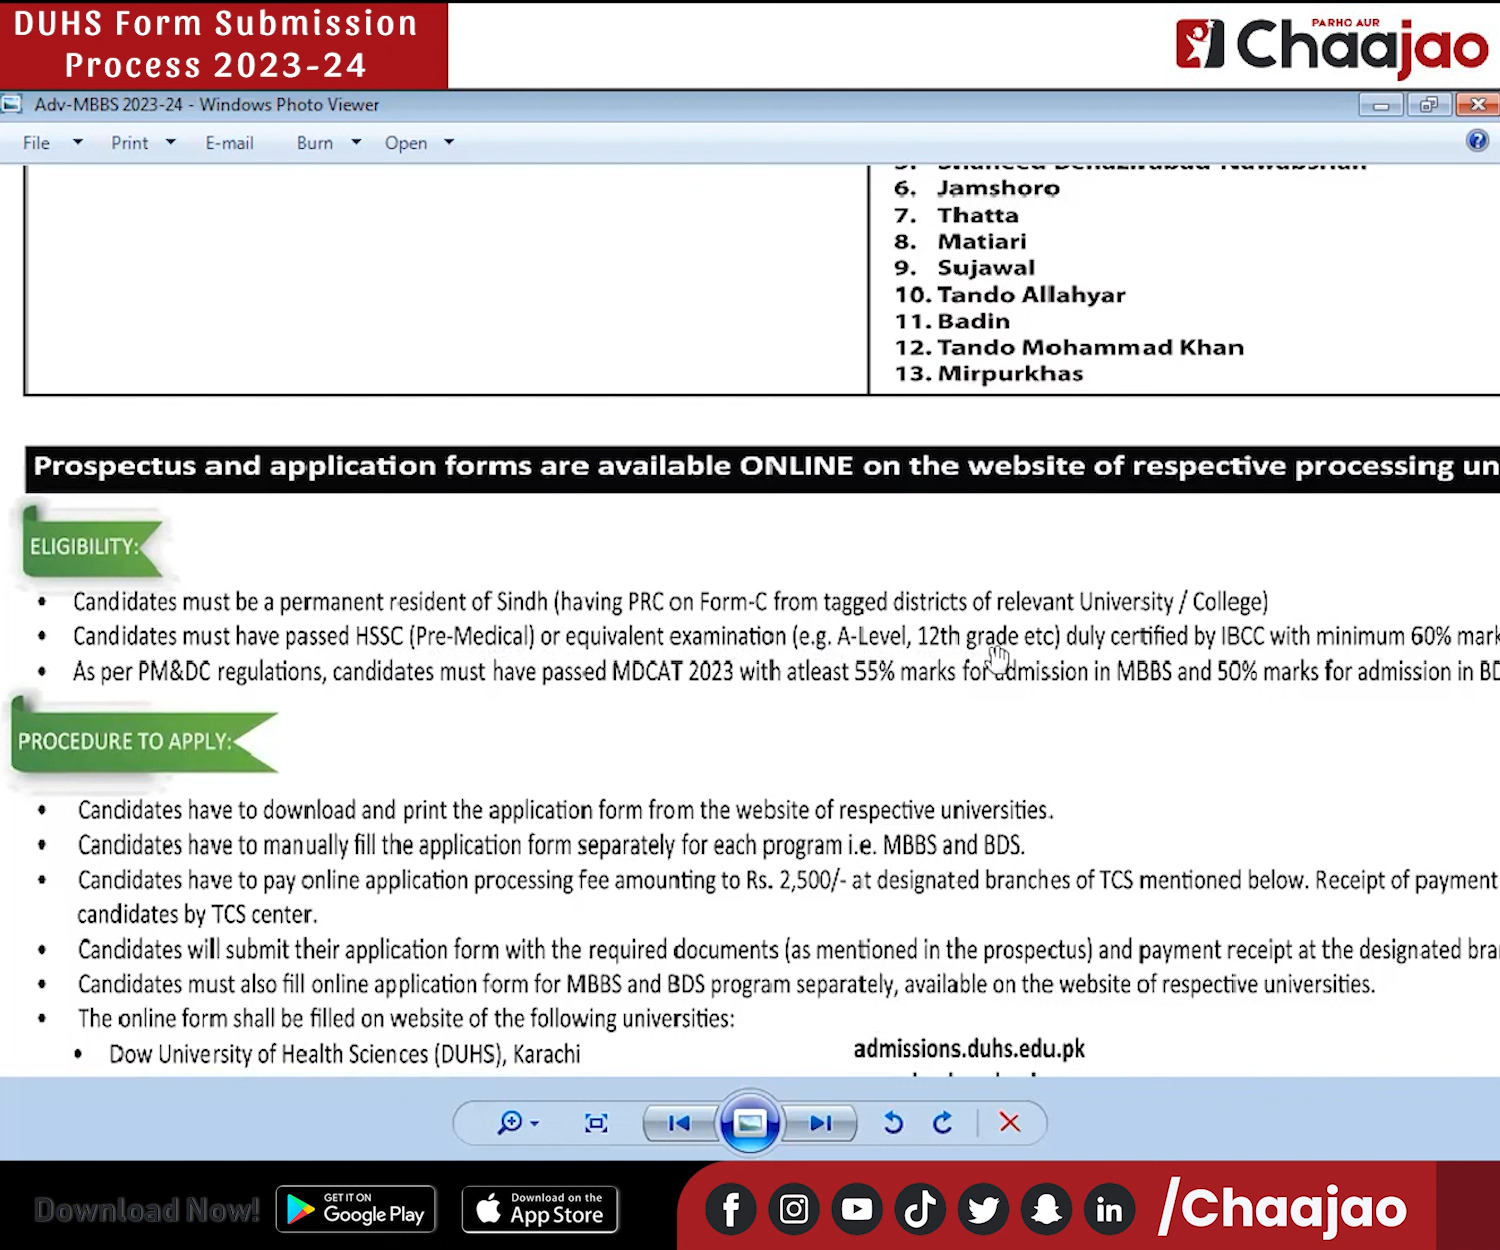 DUHS Form Submission
Process 2023-24
PARHO AUR
Chaajao
Adv-MBBS 2023-24 - Windows Photo Viewer
File Print E-mail Burn Open
6. Jamshoro
7. Thatta
8. Matiari
9. Sujawal
10. Tando Allahyar
11. Badin
12. Tando Mohammad Khan
13. Mirpurkhas
Prospectus and application forms are available ONLINE on the website of respective processing un
ELIGIBILITY:
• Candidates must be a permanent resident of Sindh (having PRC on Form-C from tagged districts of relevant University / College)
• Candidates must have passed HSSC (Pre-Medical) or equivalent examination (e.g. A-Level, 12th grade etc) duly certified by IBCC with minimum 60% mark
• As per PM&DC regulations, candidates must have passed MDCAT 2023 with atleast 55% marks for admission in MBBS and 50% marks for admission in BD
PROCEDURE TO APPLY:
• Candidates have to download and print the application form from the website of respective universities.
• Candidates have to manually fill the application form separately for each program i.e. MBBS and BDS.
• Candidates have to pay online application processing fee amounting to Rs. 2,500/- at designated branches of TCS mentioned below. Receipt of payment
candidates by TCS center.
• Candidates will submit their application form with the required documents (as mentioned in the prospectus) and payment receipt at the designated bra
• Candidates must also fill online application form for MBBS and BDS program separately, available on the website of respective universities.
• The online form shall be filled on website of the following universities:
• Dow University of Health Sciences (DUHS), Karachi admissions.duhs.edu.pk
Download Now!
GET IT ON
Google Play
Download on the
App Store
/Chaajao